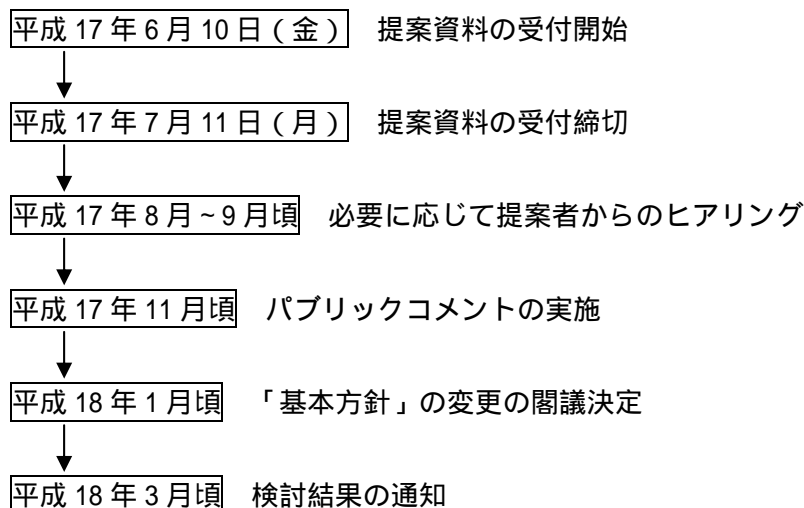 平成 17 年 6 月 10 日（金） 提案資料の受付開始
平成 17 年 7 月 11 日（月） 提案資料の受付締切
平成 17 年 8 月～9 月頃 必要に応じて提案者からのヒアリング
平成 17 年 11 月頃 パブリックコメントの実施
平成 18 年 1 月頃 「基本方針」の変更の閣議決定
平成 18 年 3 月頃 検討結果の通知